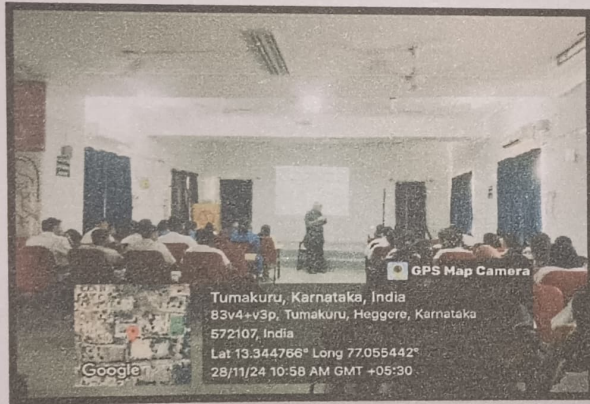 GPS Map Camera
Tumakuru, Karnataka, India
83v4+v3p, Tumakuru, Heggere, Karnataka
572107, India
Lat 13.344766° Long 77.055442°
28/11/24 10:58 AM GMT +05:30
Google